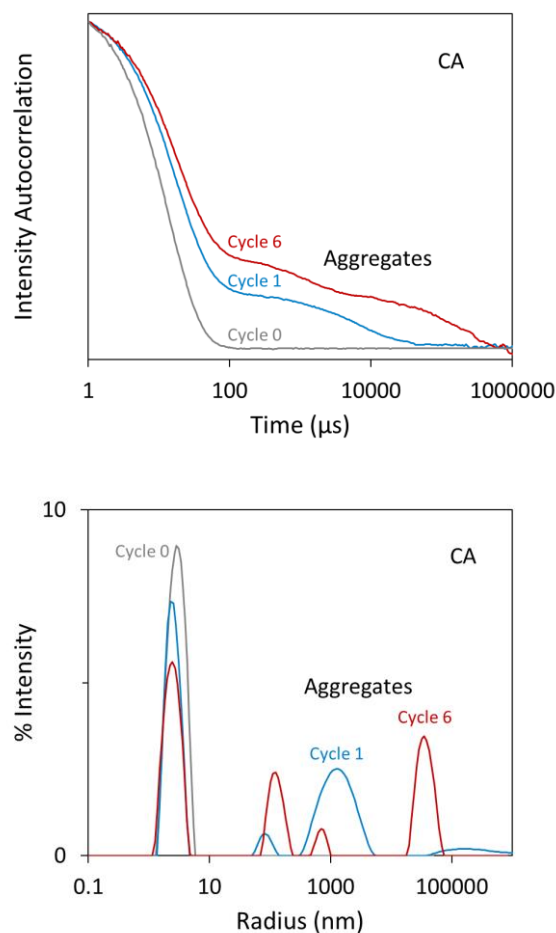 Intensity Autocorrelation
CA
Cycle 6
Aggregates
Cycle 1
Cycle 0
1
100
10000
1000000
Time (µs)
% Intensity
10
Cycle 0
CA
Aggregates
Cycle 6
Cycle 1
0
0.1
10
1000
100000
Radius (nm)